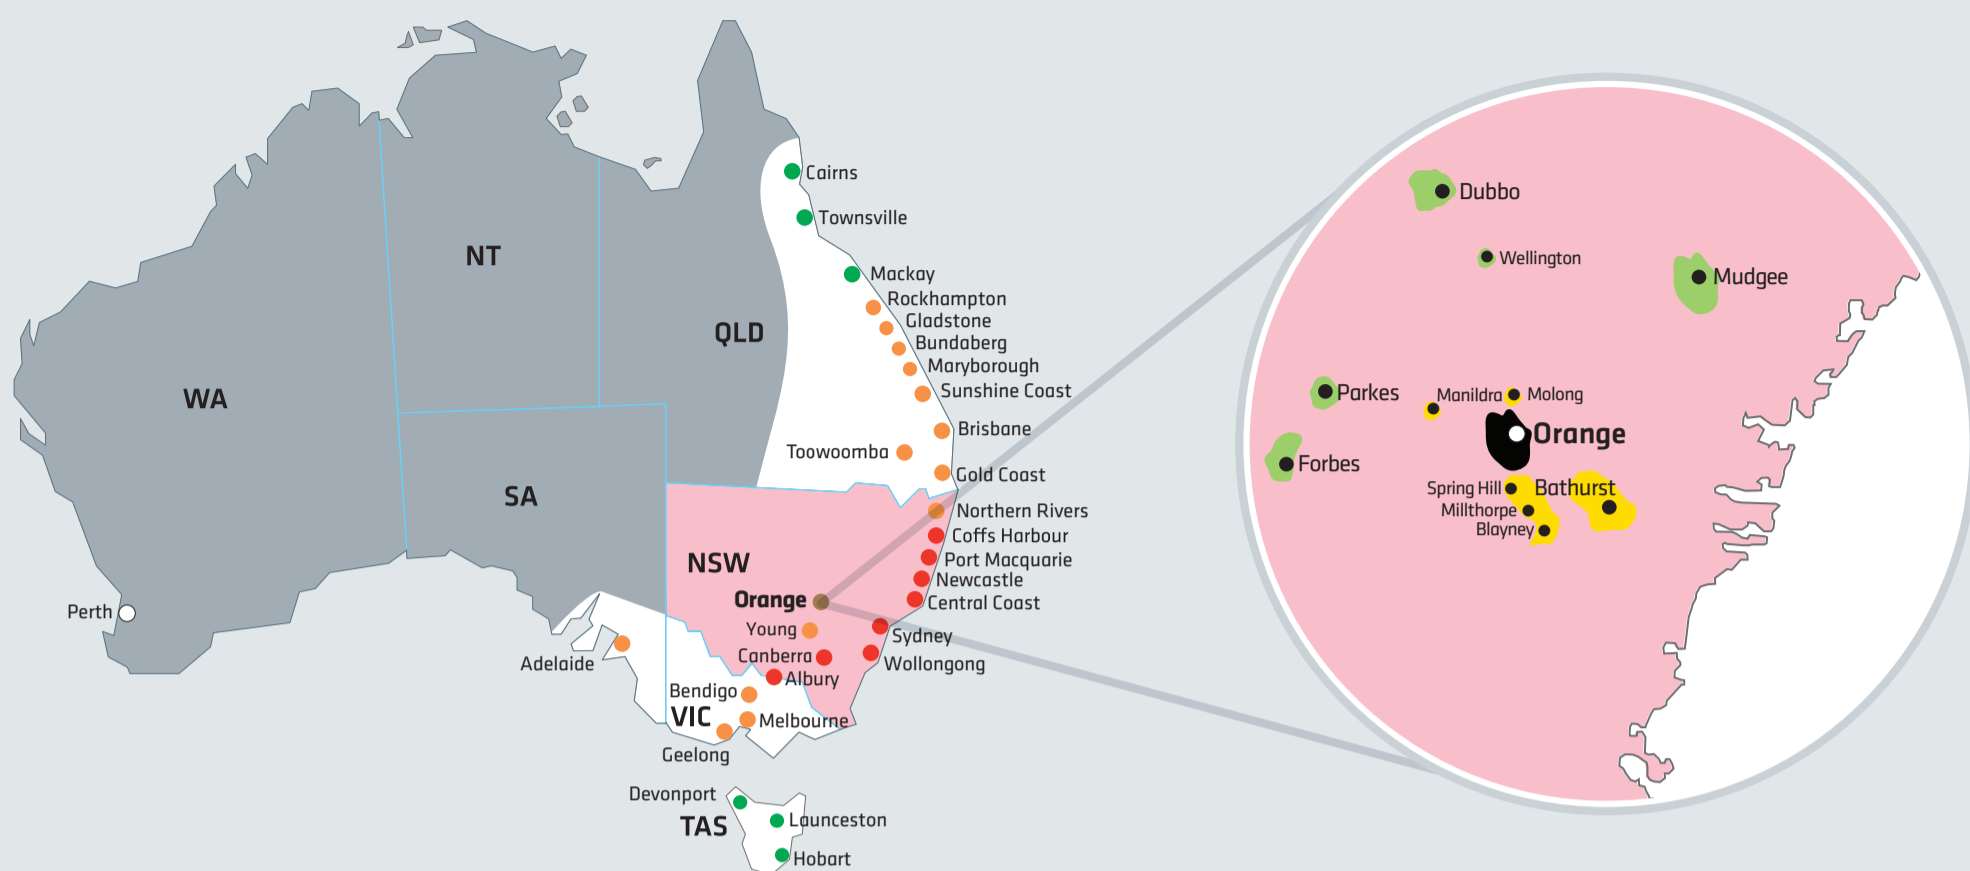 Cairns
Townsville
Mackay
Rockhampton
Gladstone
Bundaberg
Maryborough
Sunshine Coast
Brisbane
Toowoomba
Gold Coast
NT
QLD
WA
SA
Perth
Adelaide
NSW
Northern Rivers
Coffs Harbour
Port Macquarie
Newcastle
Central Coast
Orange
Young
Sydney
Canberra
Wollongong
Albury
Bendigo
VIC
Melbourne
Geelong
Devonport
TAS
Launceston
Hobart
Dubbo
Wellington
Mudgee
Parkes
Manildra
Molong
Orange
Forbes
Spring Hill
Bathurst
Millthorpe
Blayney